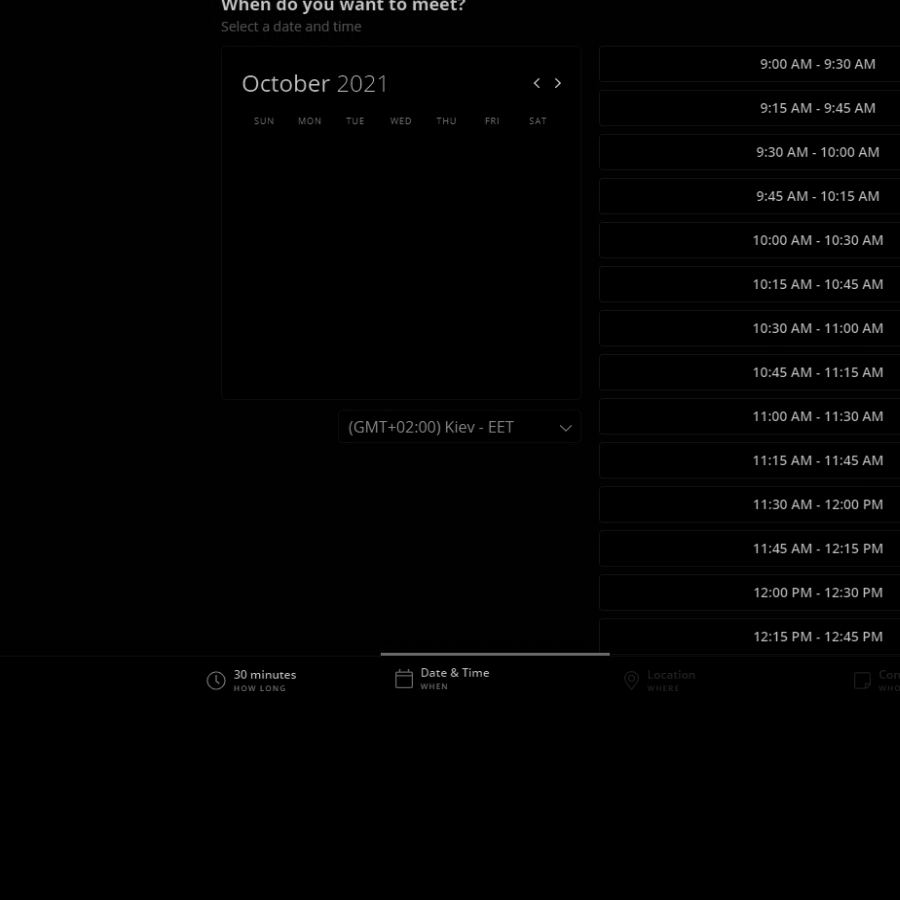 When do you want to meet?
Select a date and time
October 2021
SUN MON TUE WED THU FRI SAT
(GMT+02:00) Kiev - EET
9:00 AM - 9:30 AM
9:15 AM - 9:45 AM
9:30 AM - 10:00 AM
9:45 AM - 10:15 AM
10:00 AM - 10:30 AM
10:15 AM - 10:45 AM
10:30 AM - 11:00 AM
10:45 AM - 11:15 AM
11:00 AM - 11:30 AM
11:15 AM - 11:45 AM
11:30 AM - 12:00 PM
11:45 AM - 12:15 PM
12:00 PM - 12:30 PM
12:15 PM - 12:45 PM
30 minutes
HOW LONG
Date & Time
WHEN
Location
WHERE